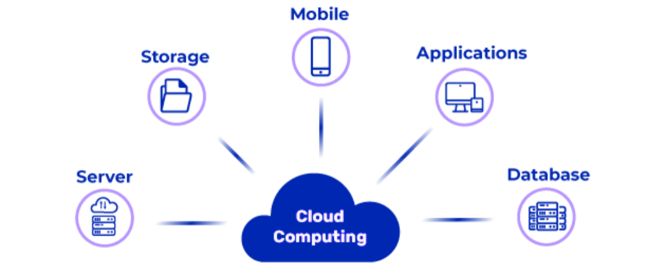 Mobile
Storage
Applications
Server
Database
Cloud
Computing